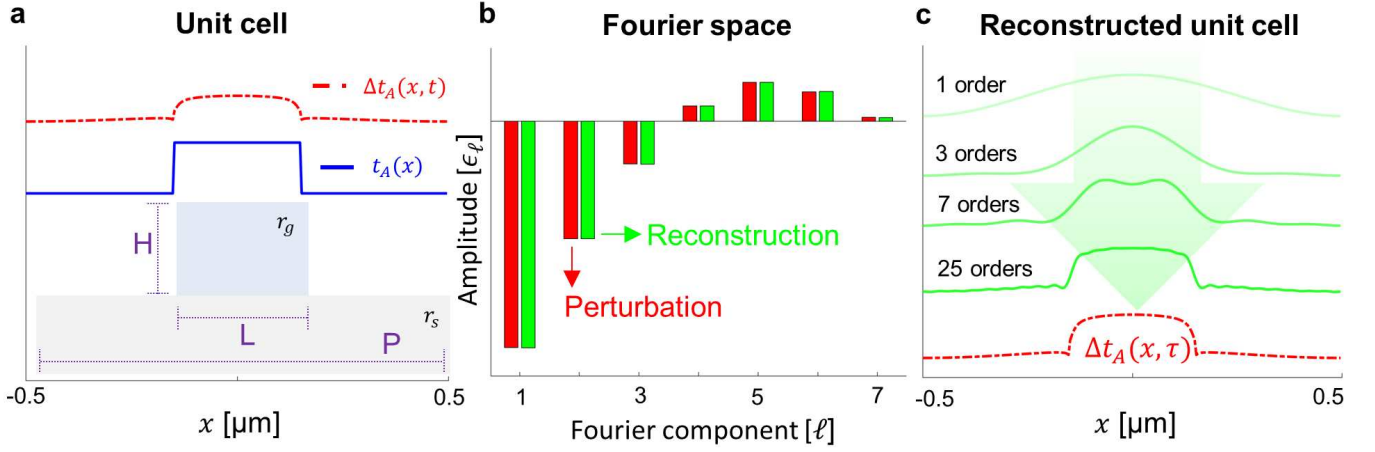 a
Unit cell
Δt_A(x, t)
t_A(x)
r_g
H
r_s
L
P
-0.5
0.5
x [μm]
b
Fourier space
Amplitude [ϵ_ℓ]
Reconstruction
Perturbation
1
3
5
7
Fourier component [ℓ]
c
Reconstructed unit cell
1 order
3 orders
7 orders
25 orders
Δt_A(x, τ)
-0.5
0.5
x [μm]